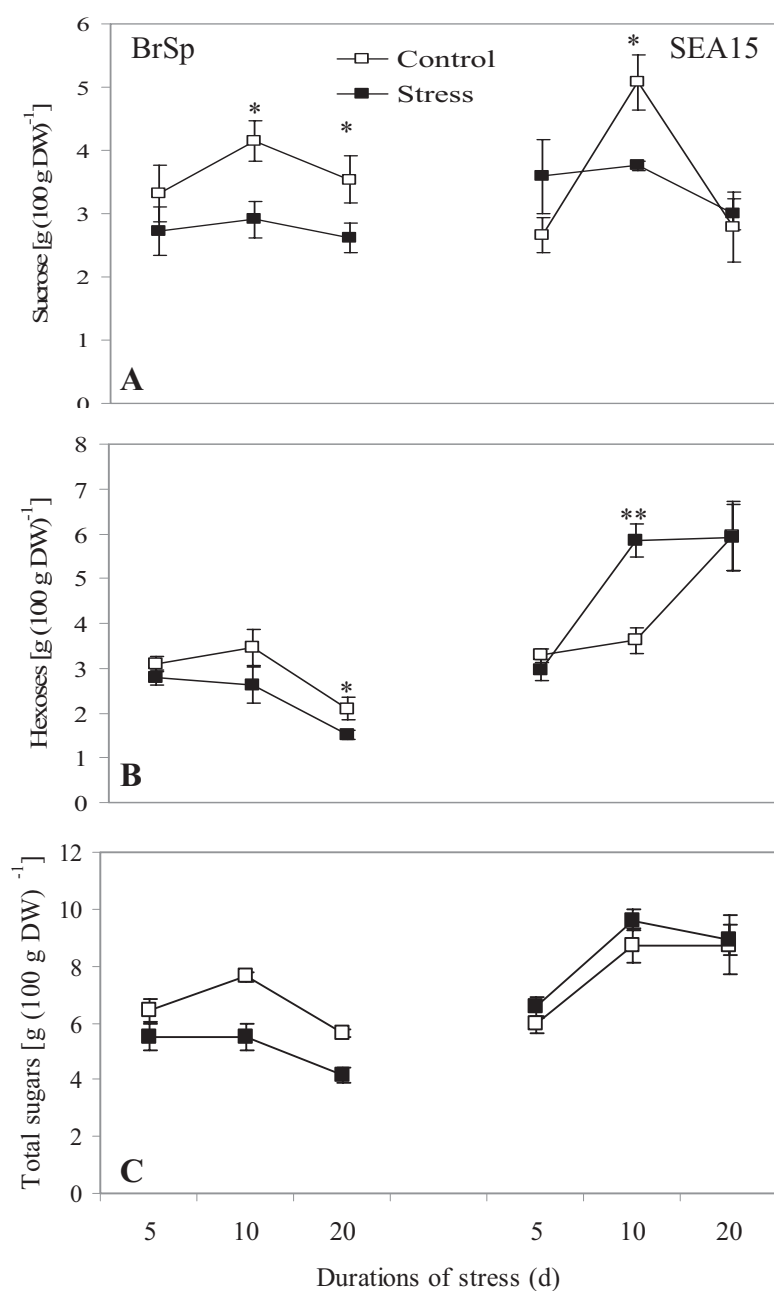 BrSp
SEA15
Control
Stress
*
*
*
6
5
4
3
2
1
0
Sucrose [g (100 g DW)-1]
A
8
7
6
5
4
3
2
1
0
Hexoses [g (100 g DW)-1]
*
**
B
12
10
8
6
4
2
0
Total sugars [g (100 g DW) -1]
C
5 10 20 5 10 20
Durations of stress (d)